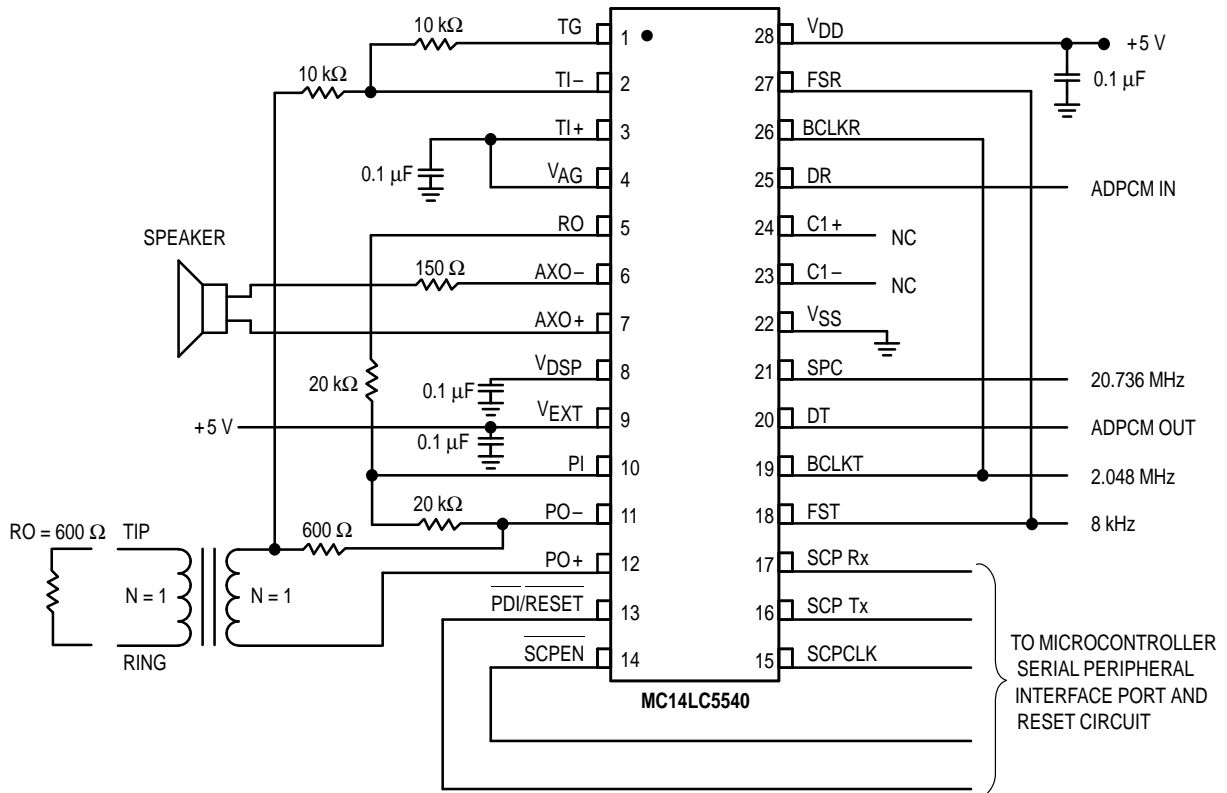 10 kΩ
TG
1
28
VDD
+5 V
10 kΩ
TI−
2
27
FSR
0.1 µF
TI+
3
26
BCLKR
0.1 µF
VAG
4
25
DR
ADPCM IN
RO
5
24
C1+
NC
SPEAKER
150 Ω
AXO−
6
23
C1−
NC
AXO+
7
22
VSS
20 kΩ
VDSP
8
21
SPC
20.736 MHz
0.1 µF
+5 V
VEXT
9
20
DT
ADPCM OUT
0.1 µF
PI
10
19
BCLKT
2.048 MHz
20 kΩ
PO−
11
18
FST
8 kHz
RO = 600 Ω
TIP
600 Ω
PO+
12
17
SCP Rx
N = 1
N = 1
PDI/RESET
13
16
SCP Tx
RING
SCPEN
14
15
SCPCLK
MC14LC5540
TO MICROCONTROLLER
SERIAL PERIPHERAL
INTERFACE PORT AND
RESET CIRCUIT